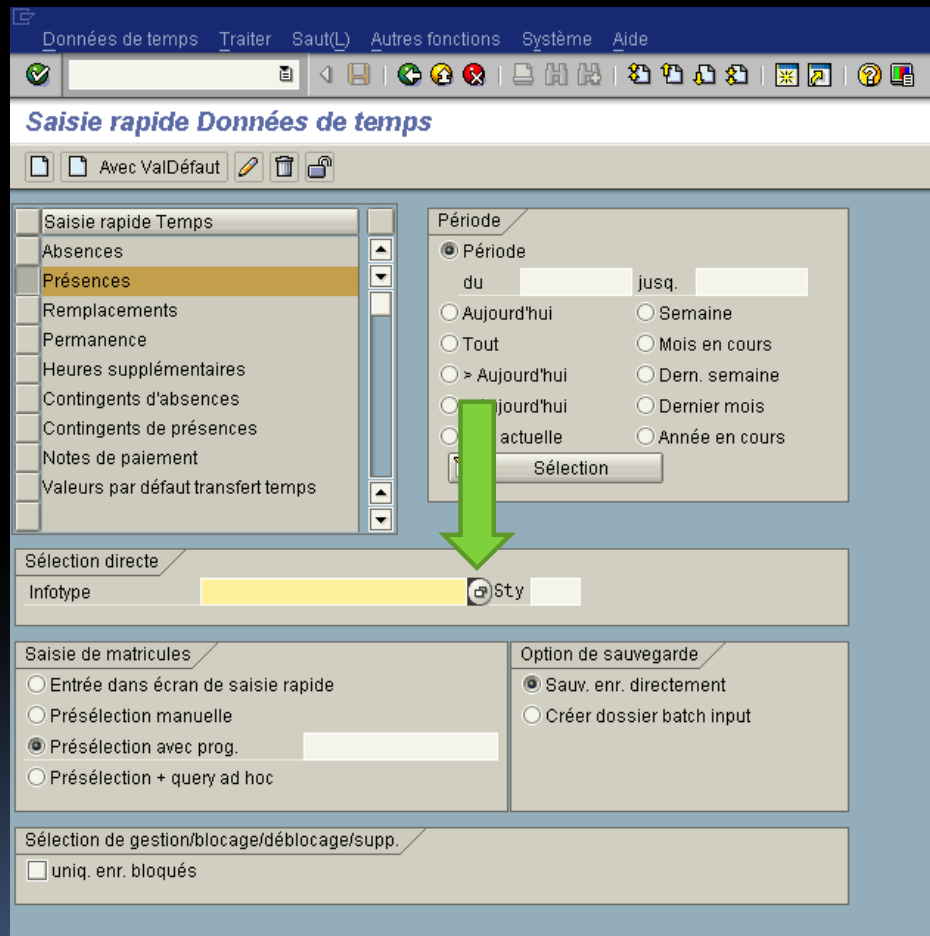 Données de temps Traiter Saut(L) Autres fonctions Système Aide
Saisie rapide Données de temps
Avec ValDéfaut
Saisie rapide Temps
Absences
Présences
Remplacements
Permanence
Heures supplémentaires
Contingents d'absences
Contingents de présences
Notes de paiement
Valeurs par défaut transfert temps
Période
Période
du jusq.
Aujourd'hui Semaine
Tout Mois en cours
> Aujourd'hui Dern. semaine
Dernier mois
actuelle Année en cours
Sélection
Sélection directe
Infotype Sty
Saisie de matricules
Entrée dans écran de saisie rapide
Présélection manuelle
Présélection avec prog.
Présélection + query ad hoc
Option de sauvegarde
Sauv. enr. directement
Créer dossier batch input
Sélection de gestion/blocage/déblocage/supp.
uniq. enr. bloqués